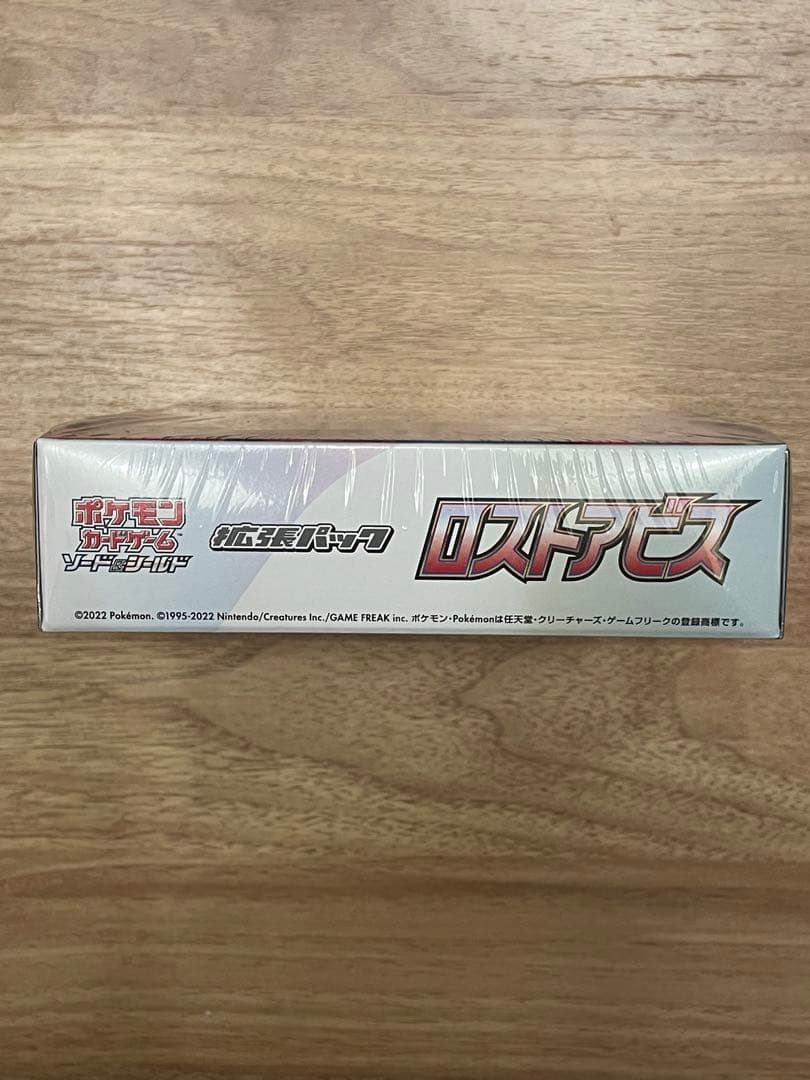 ポケモン
カードゲーム™
ソード&シールド
拡張パック
ロストアビス
©2022 Pokémon. ©1995-2022 Nintendo/Creatures Inc./GAME FREAK inc. ポケモン・Pokémonは任天堂・クリーチャーズ・ゲームフリークの登録商標です。